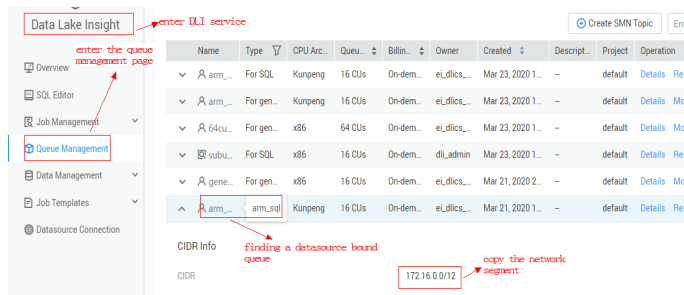 Data Lake Insight
enter DLI service
Create SMN Topic
enter the queue
management page
Name Type CPU Arc... Queu... Billin... Owner Created Descript... Project Operation
Overview
arm_... For SQL Kunpeng 16 CUs On-dem... ei_dlics_... Mar 23, 2020 1... – default Details Re
SQL Editor
arm_... For gen... Kunpeng 16 CUs On-dem... ei_dlics_... Mar 23, 2020 1... – default Details Mo
Job Management
64cu... For gen... x86 64 CUs On-dem... ei_dlics_... Mar 23, 2020 1... – default Details Mo
Queue Management
subu... For SQL x86 16 CUs On-dem... dli_admin Mar 23, 2020 1... – default Details Re
Data Management
gene... For gen... x86 16 CUs On-dem... ei_dlics_... Mar 21, 2020 2... – default Details Mo
Job Templates
arm_... arm_sql Kunpeng 16 CUs On-dem... ei_dlics_... Mar 21, 2020 1... – default Details Re
Datasource Connection
CIDR Info
finding a datasource bound
queue
copy the network
segment
CIDR 172.16.0.0/12